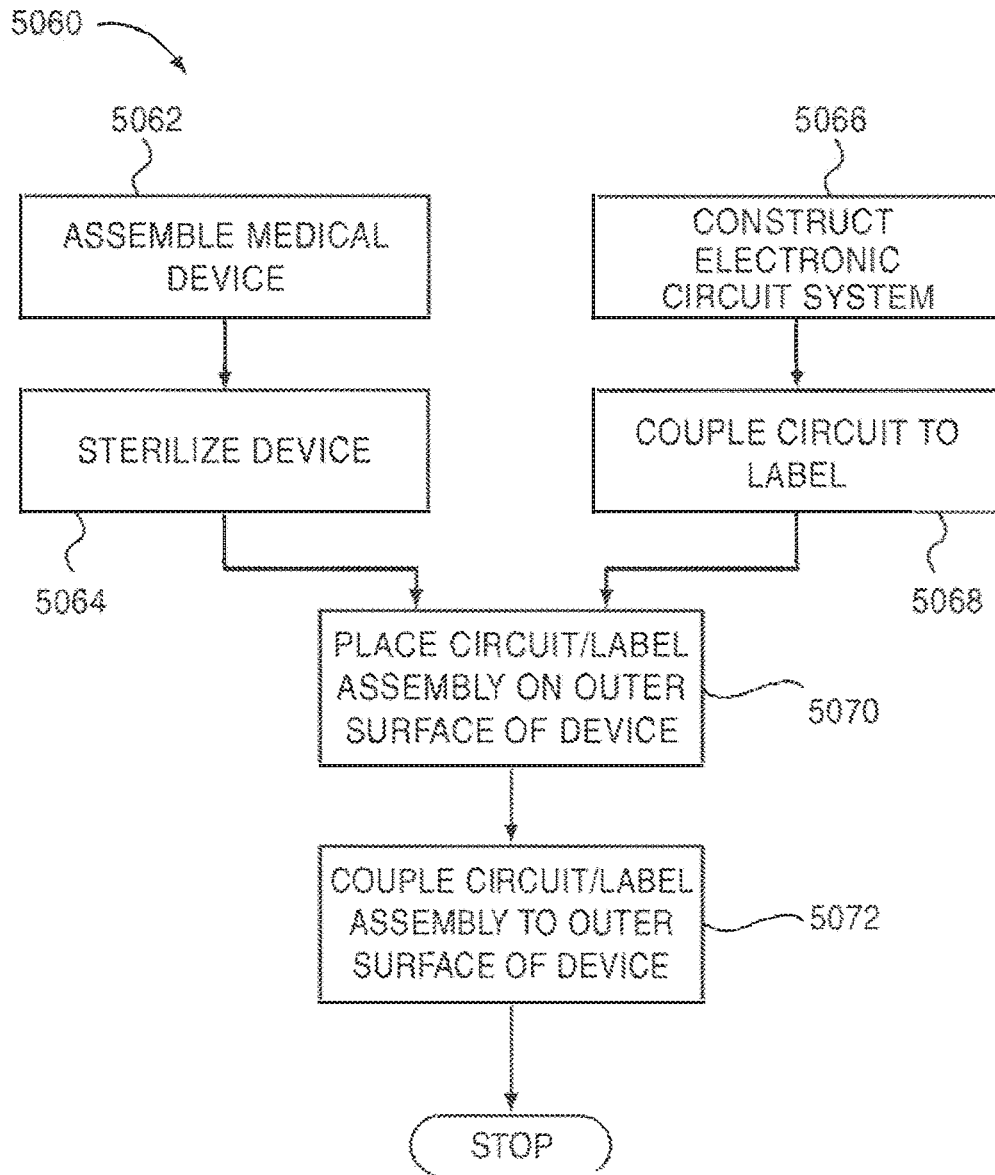 5060
5062
ASSEMBLE MEDICAL
DEVICE
5066
CONSTRUCT
ELECTRONIC
CIRCUIT SYSTEM
STERILIZE DEVICE
5064
COUPLE CIRCUIT TO
LABEL
5068
PLACE CIRCUIT/LABEL
ASSEMBLY ON OUTER
SURFACE OF DEVICE
5070
COUPLE CIRCUIT/LABEL
ASSEMBLY TO OUTER
SURFACE OF DEVICE
5072
STOP